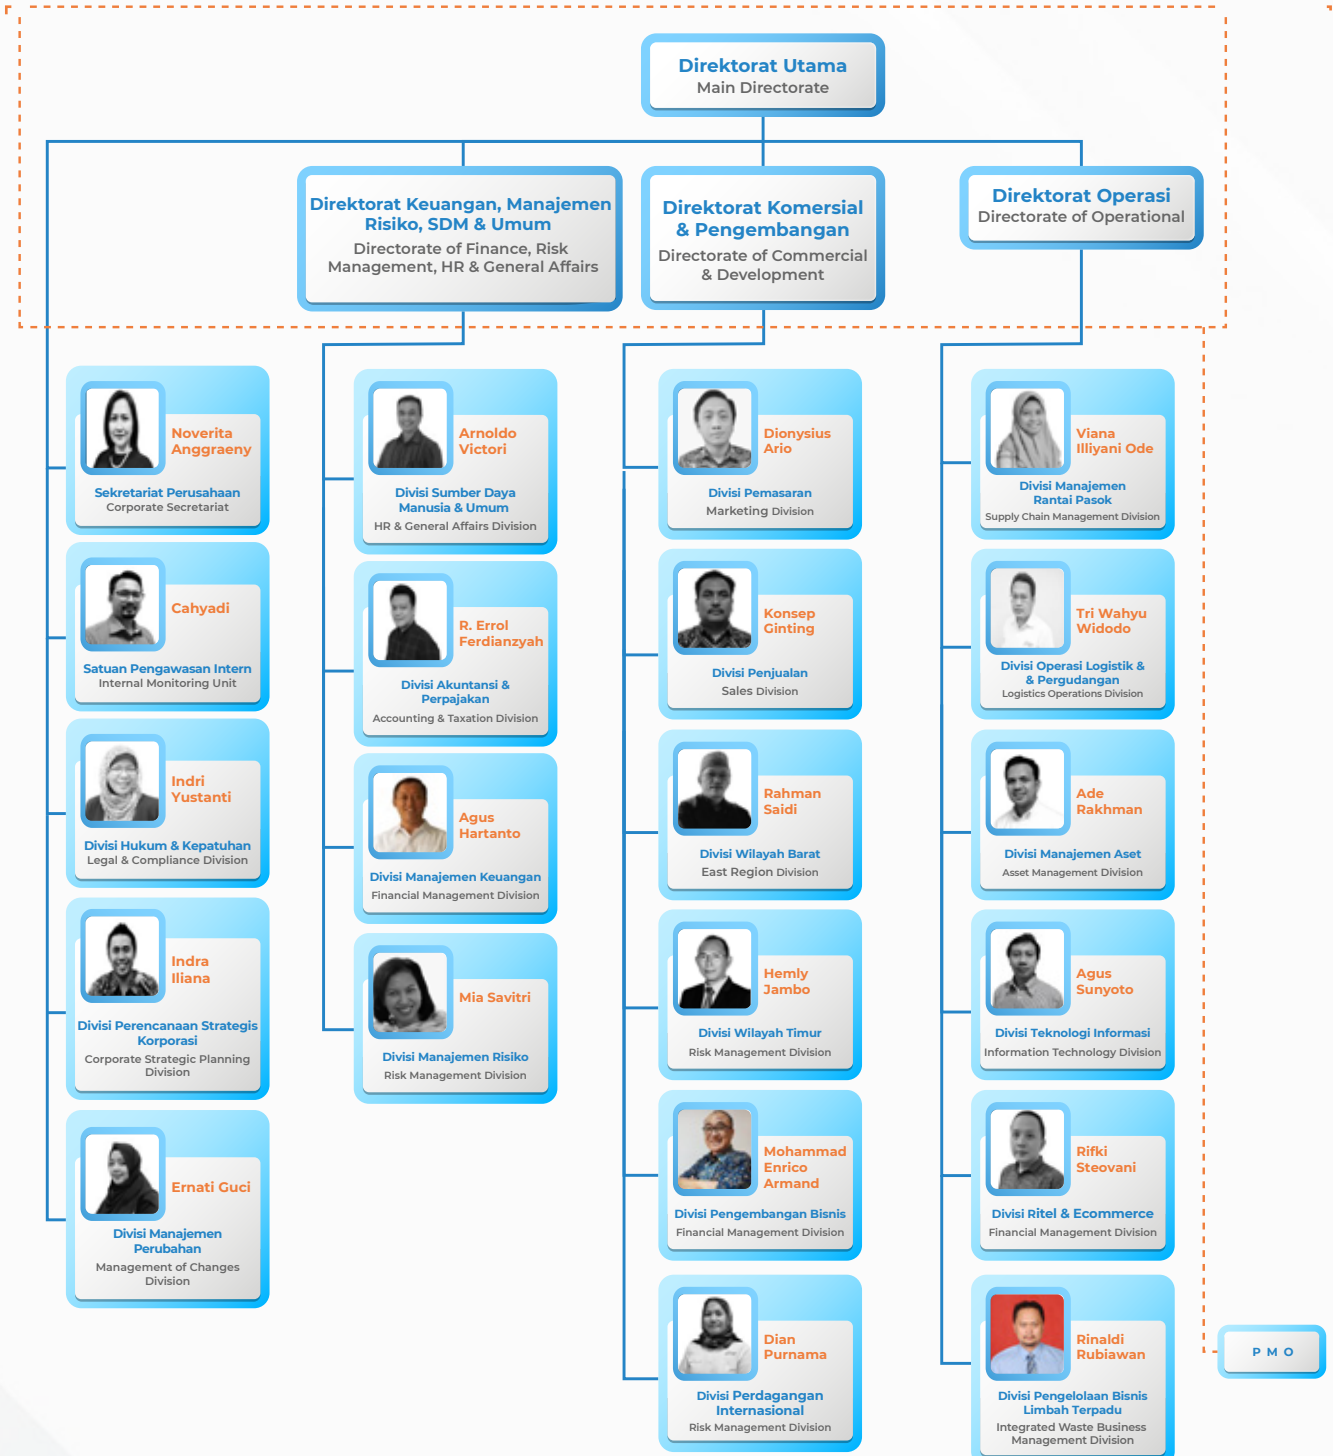 Direktorat Utama
Main Directorate
Direktorat Keuangan, Manajemen
Risiko, SDM & Umum
Directorate of Finance, Risk
Management, HR & General Affairs
Direktorat Komersial
& Pengembangan
Directorate of Commercial
& Development
Direktorat Operasi
Directorate of Operational
Noverita
Anggraeny
Sekretariat Perusahaan
Corporate Secretariat
Cahyadi
Satuan Pengawasan Intern
Internal Monitoring Unit
Indri
Yustanti
Divisi Hukum & Kepatuhan
Legal & Compliance Division
Indra
Iliana
Divisi Perencanaan Strategis
Korporasi
Corporate Strategic Planning
Division
Ernati Guci
Divisi Manajemen
Perubahan
Management of Changes
Division
Arnoldo
Victori
Divisi Sumber Daya
Manusia & Umum
HR & General Affairs Division
R. Errol
Ferdianzyah
Divisi Akuntansi &
Perpajakan
Accounting & Taxation Division
Agus
Hartanto
Divisi Manajemen Keuangan
Financial Management Division
Mia Savitri
Divisi Manajemen Risiko
Risk Management Division
Dionysius
Ario
Divisi Pemasaran
Marketing Division
Konsep
Ginting
Divisi Penjualan
Sales Division
Rahman
Saidi
Divisi Wilayah Barat
East Region Division
Hemly
Jambo
Divisi Wilayah Timur
Risk Management Division
Mohammad
Enrico
Armand
Divisi Pengembangan Bisnis
Financial Management Division
Dian
Purnama
Divisi Perdagangan
Internasional
Risk Management Division
Viana
Illiyani Ode
Divisi Manajemen
Rantai Pasok
Supply Chain Management Division
Tri Wahyu
Widodo
Divisi Operasi Logistik &
& Pergudangan
Logistics Operations Division
Ade
Rakhman
Divisi Manajemen Aset
Asset Management Division
Agus
Sunyoto
Divisi Teknologi Informasi
Information Technology Division
Rifki
Steovani
Divisi Ritel & Ecommerce
Financial Management Division
Rinaldi
Rubiawan
Divisi Pengelolaan Bisnis
Limbah Terpadu
Integrated Waste Business
Management Division
PMO